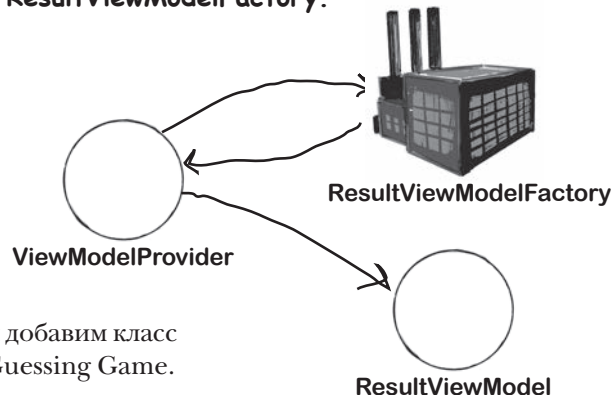 ResultViewModelFactory.
ResultViewModelFactory
ViewModelProvider
добавим класс
Guessing Game.
ResultViewModel